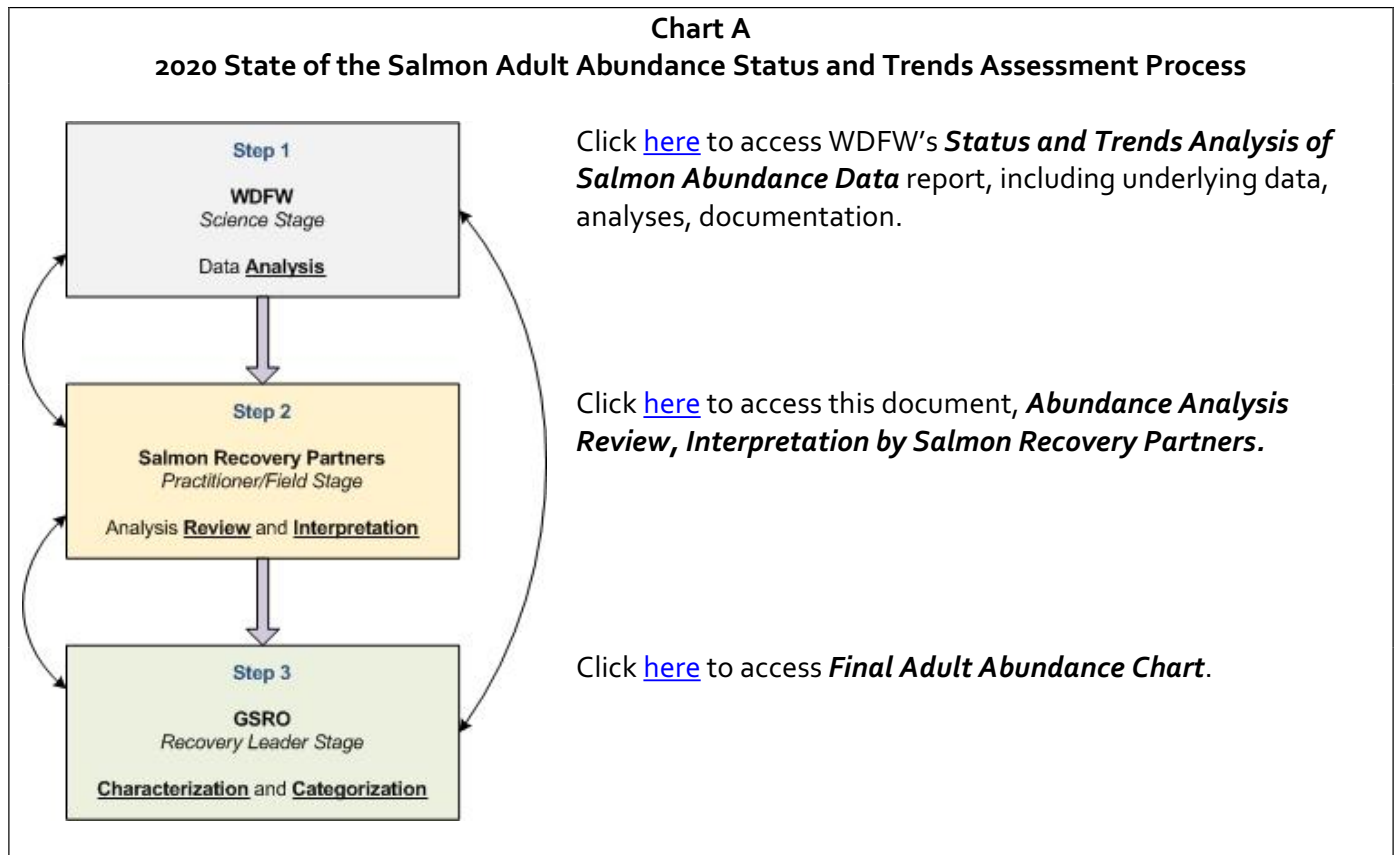 Chart A
2020 State of the Salmon Adult Abundance Status and Trends Assessment Process
Step 1
WDFW
Science Stage
Data Analysis
Click here to access WDFW's Status and Trends Analysis of
Salmon Abundance Data report, including underlying data,
analyses, documentation.
Step 2
Salmon Recovery Partners
Practitioner/Field Stage
Analysis Review and Interpretation
Click here to access this document, Abundance Analysis
Review, Interpretation by Salmon Recovery Partners.
Step 3
GSRO
Recovery Leader Stage
Characterization and Categorization
Click here to access Final Adult Abundance Chart.